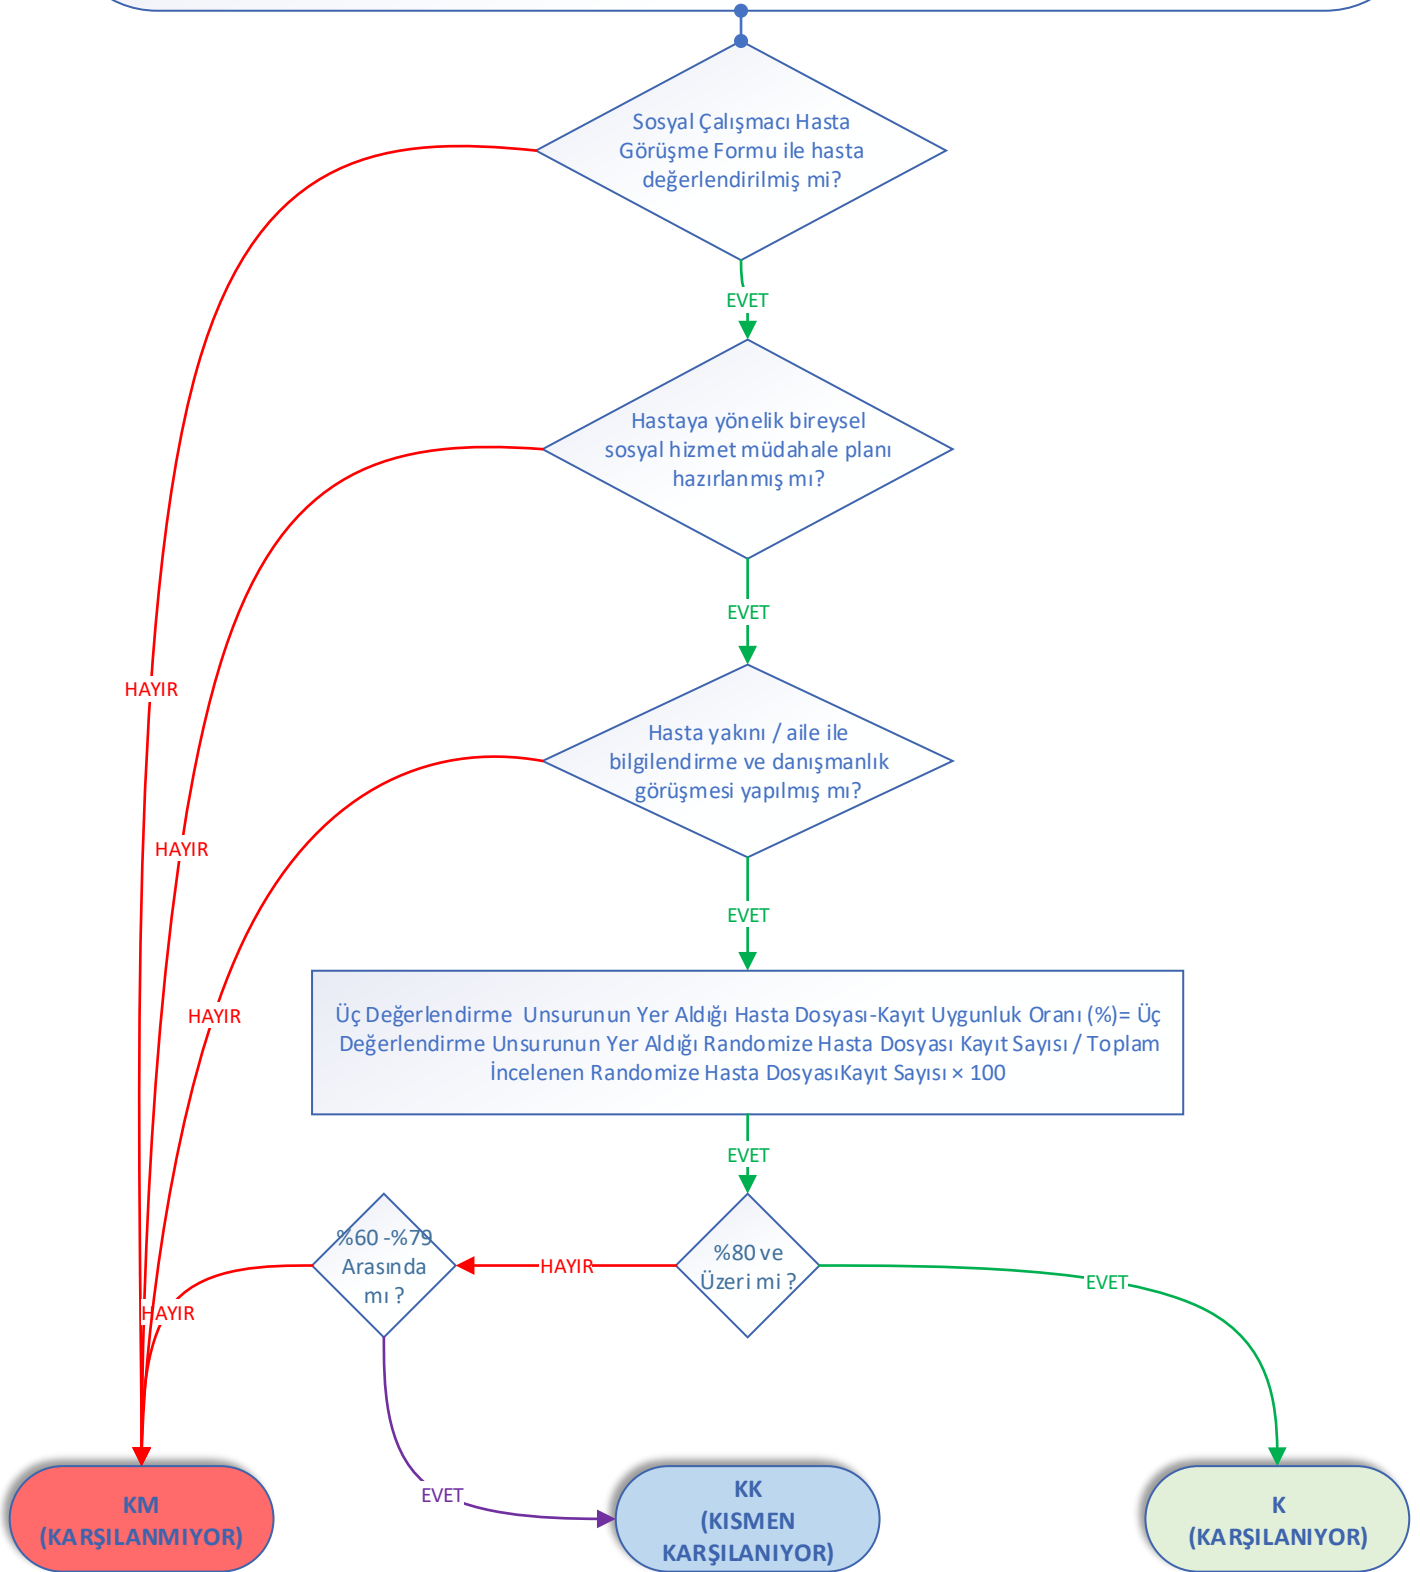 Sosyal Çalışmacı Hasta
Görüşme Formu ile hasta
değerlendirilmiş mi?
EVET
Hastaya yönelik bireysel
sosyal hizmet müdahale planı
hazırlanmış mı?
EVET
HAYIR
Hasta yakını / aile ile
bilgilendirme ve danışmanlık
görüşmesi yapılmış mı?
HAYIR
EVET
HAYIR
Üç Değerlendirme  Unsurunun Yer Aldığı Hasta Dosyası-Kayıt Uygunluk Oranı (%)= Üç
Değerlendirme Unsurunun Yer Aldığı Randomize Hasta Dosyası Kayıt Sayısı / Toplam
İncelenen Randomize Hasta DosyasıKayıt Sayısı × 100
EVET
%60 -%79
Arasında
mı ?
HAYIR
%80 ve
Üzeri mi ?
EVET
HAYIR
EVET
KM
(KARŞILANMIYOR)
KK
(KISMEN
KARŞILANIYOR)
K
(KARŞILANIYOR)